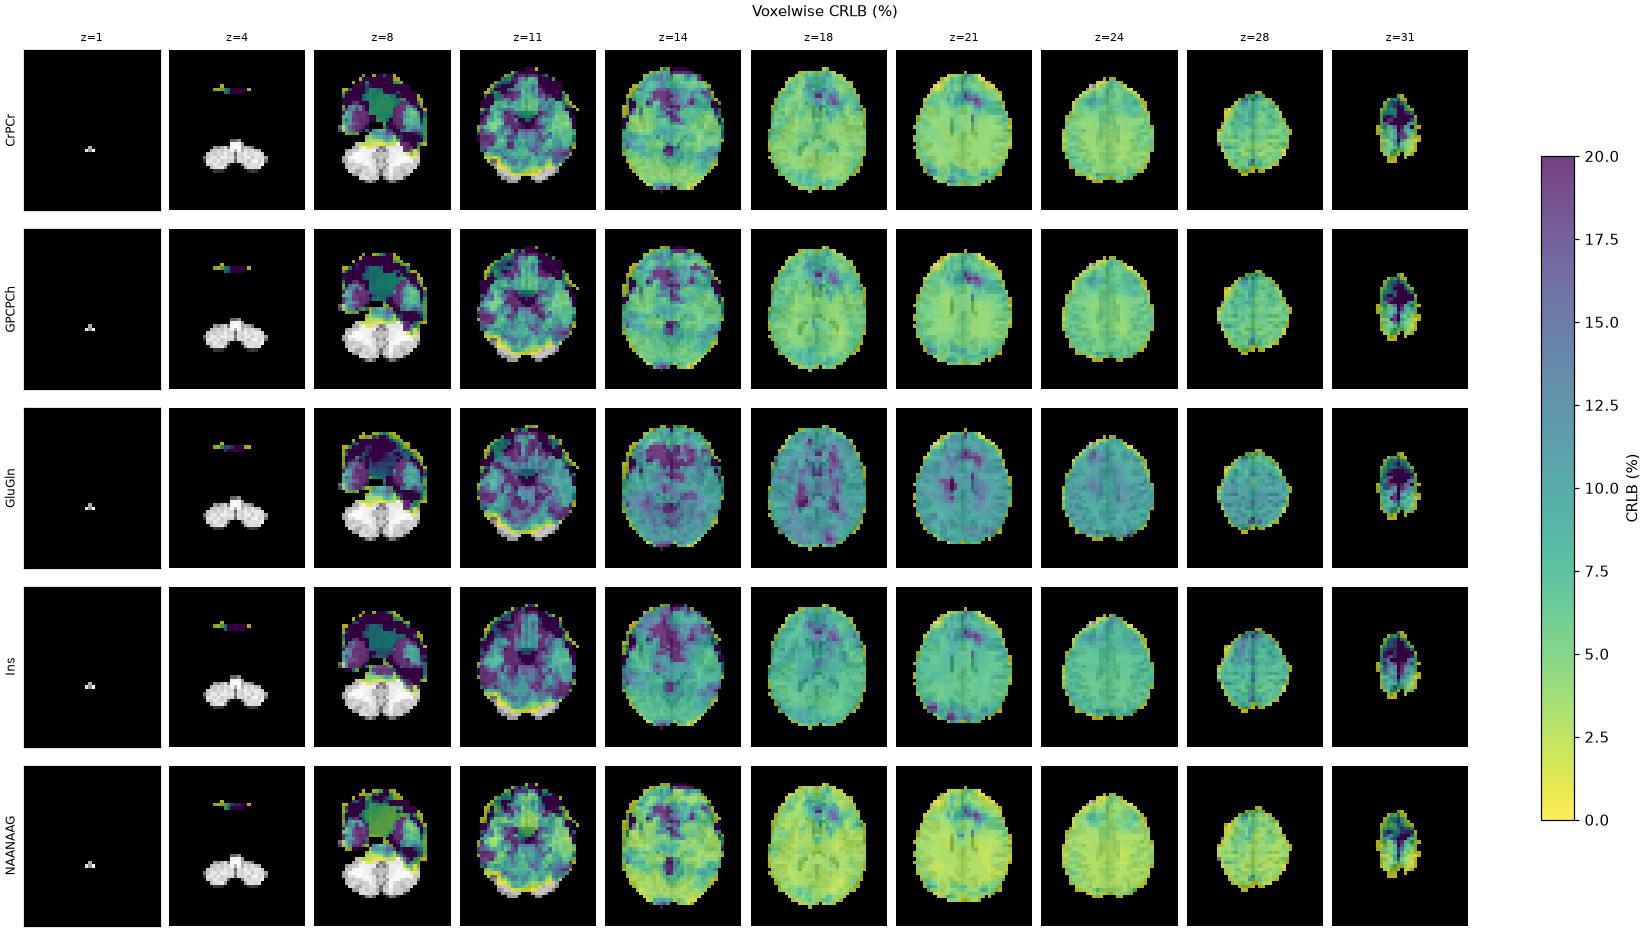 Voxelwise CRLB (%)
z=1 z=4 z=8 z=11 z=14 z=18 z=21 z=24 z=28 z=31
CrPCr
GPCPCh
GluGln
Ins
NAANAAG
20.0
17.5
15.0
12.5
10.0
7.5
5.0
2.5
0.0
CRLB (%)